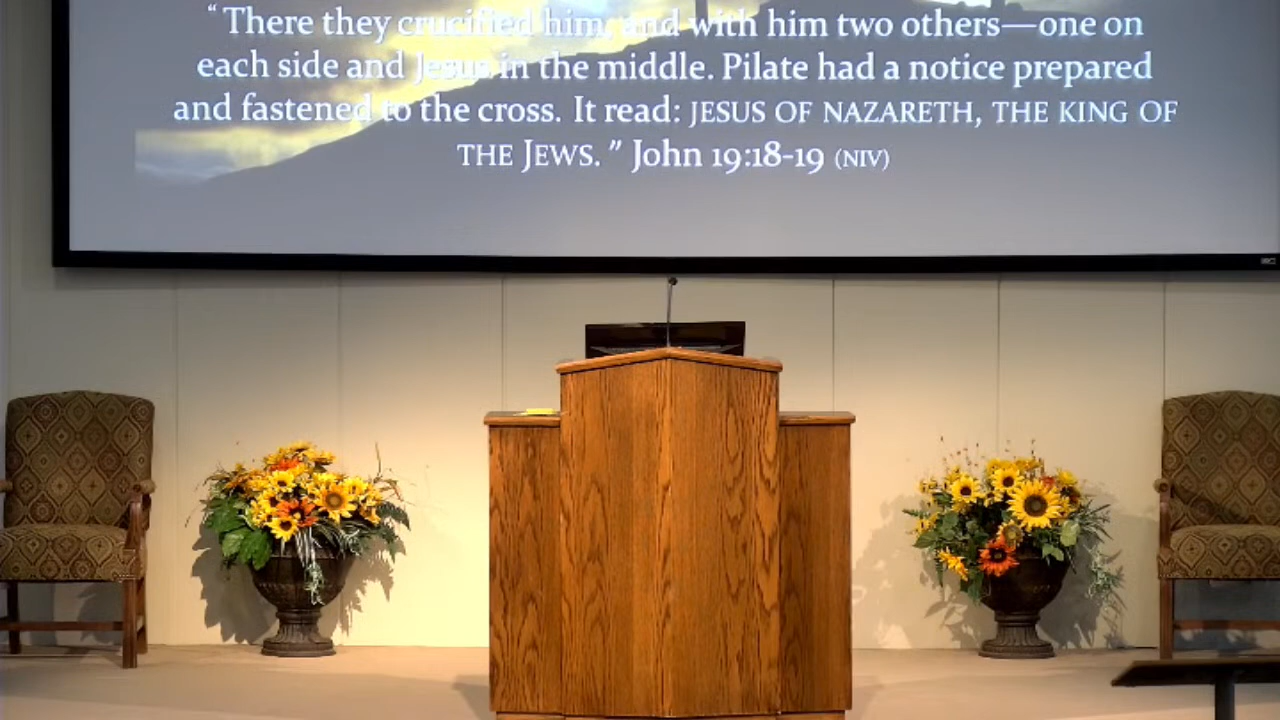 “There they crucified him, and with him two others—one on
each side and Jesus in the middle. Pilate had a notice prepared
and fastened to the cross. It read: JESUS OF NAZARETH, THE KING OF
THE JEWS. ” John 19:18-19 (NIV)